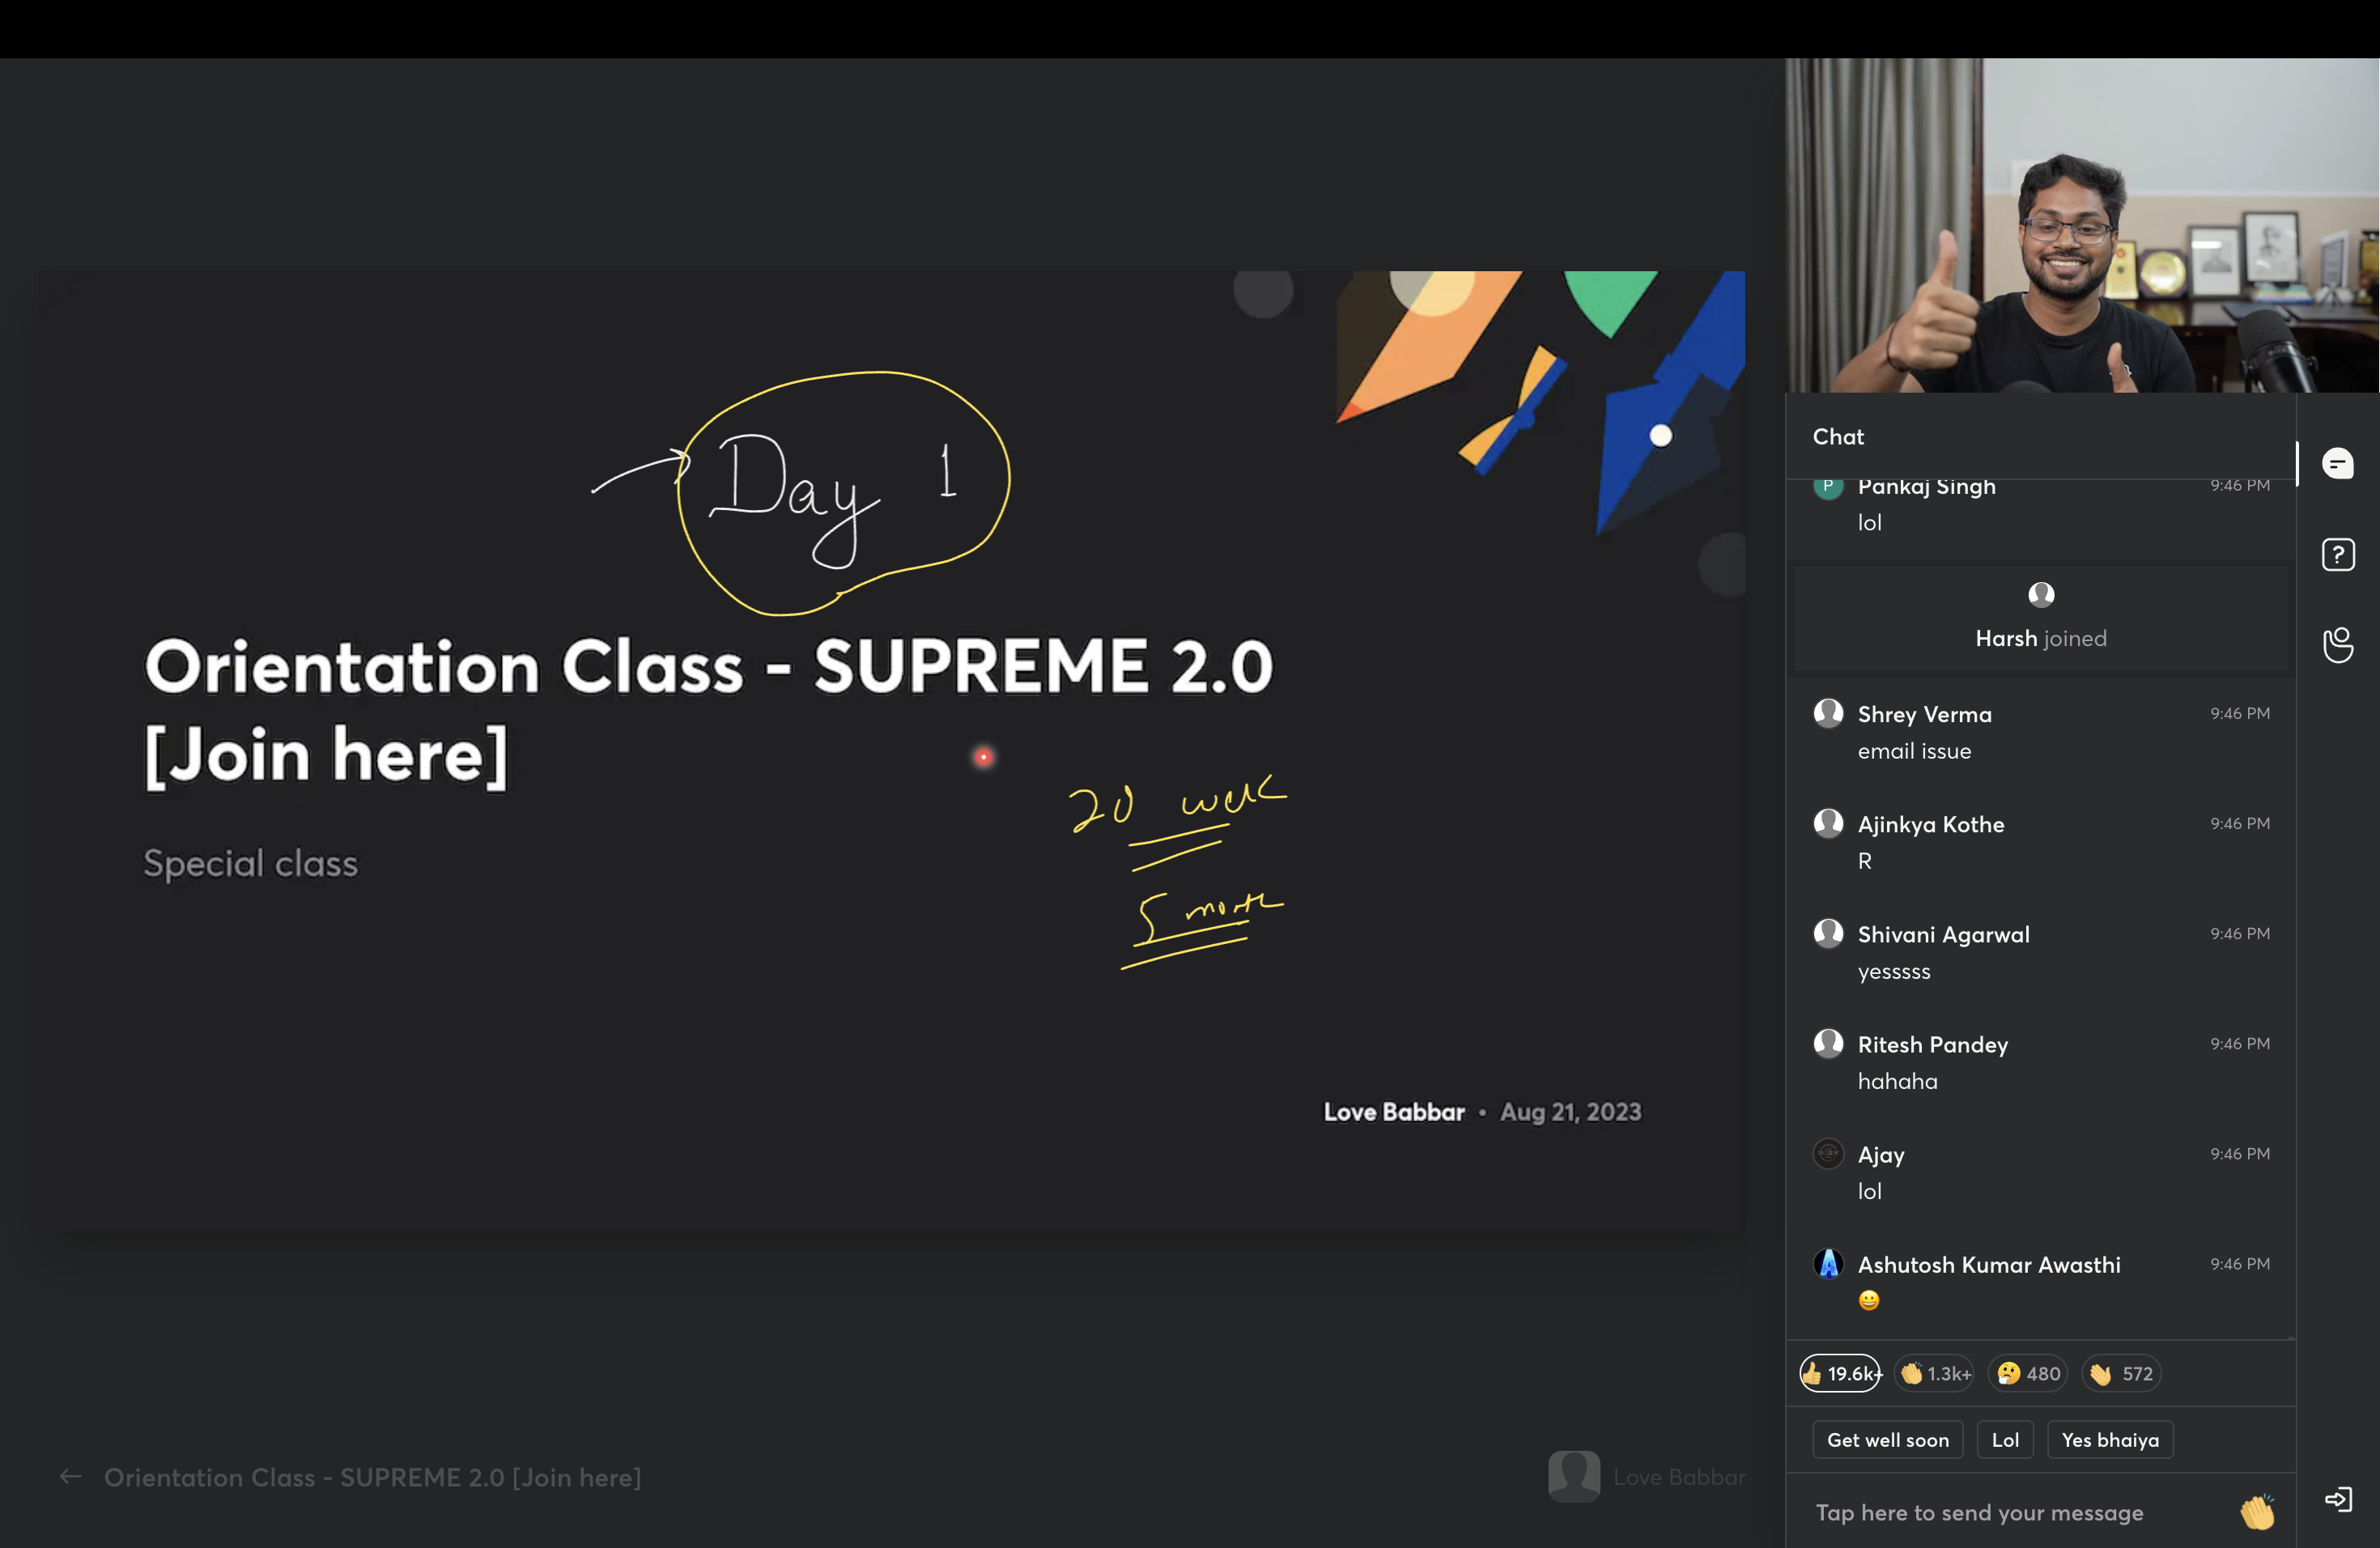 Day 1
Orientation Class - SUPREME 2.0
[Join here]
20 week
5 month
Special class
Love Babbar • Aug 21, 2023
← Orientation Class - SUPREME 2.0 [Join here]
Love Babbar
Chat
Pankaj Singh 9:46 PM
lol
Harsh joined
Shrey Verma 9:46 PM
email issue
Ajinkya Kothe 9:46 PM
R
Shivani Agarwal 9:46 PM
yesssss
Ritesh Pandey 9:46 PM
hahaha
Ajay 9:46 PM
lol
Ashutosh Kumar Awasthi 9:46 PM
😀
👍 19.6k+ 👏 1.3k+ 🤔 480 👋 572
Get well soon Lol Yes bhaiya
Tap here to send your message